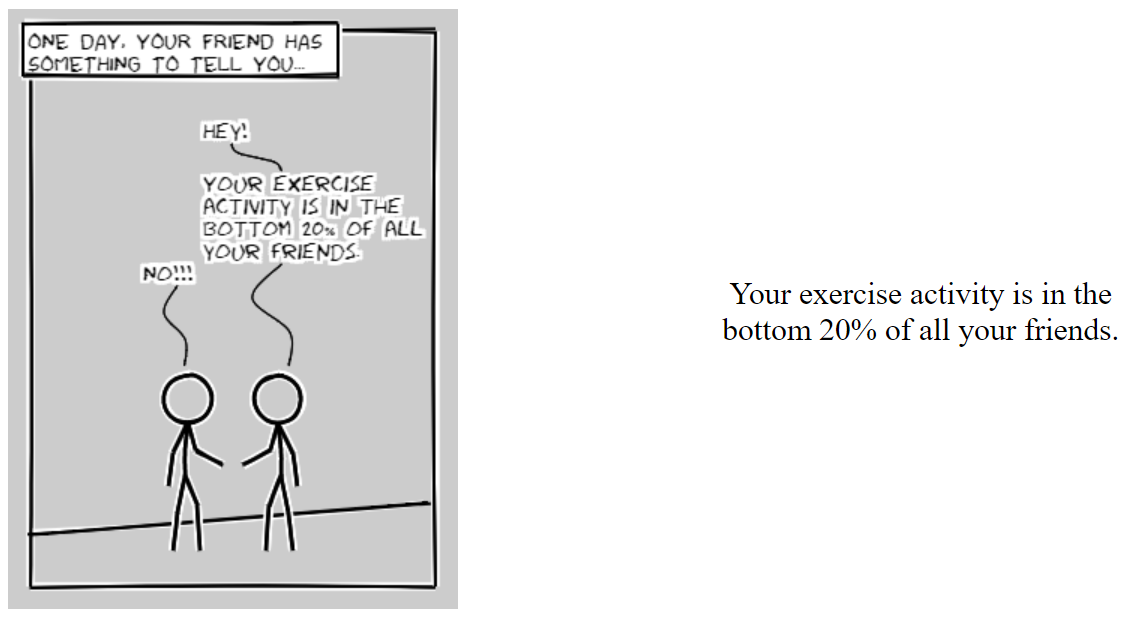 ONE DAY, YOUR FRIEND HAS
SOMETHING TO TELL YOU...
HEY!
YOUR EXERCISE
ACTIVITY IS IN THE
BOTTOM 20% OF ALL
YOUR FRIENDS.
NO!!!
Your exercise activity is in the
bottom 20% of all your friends.